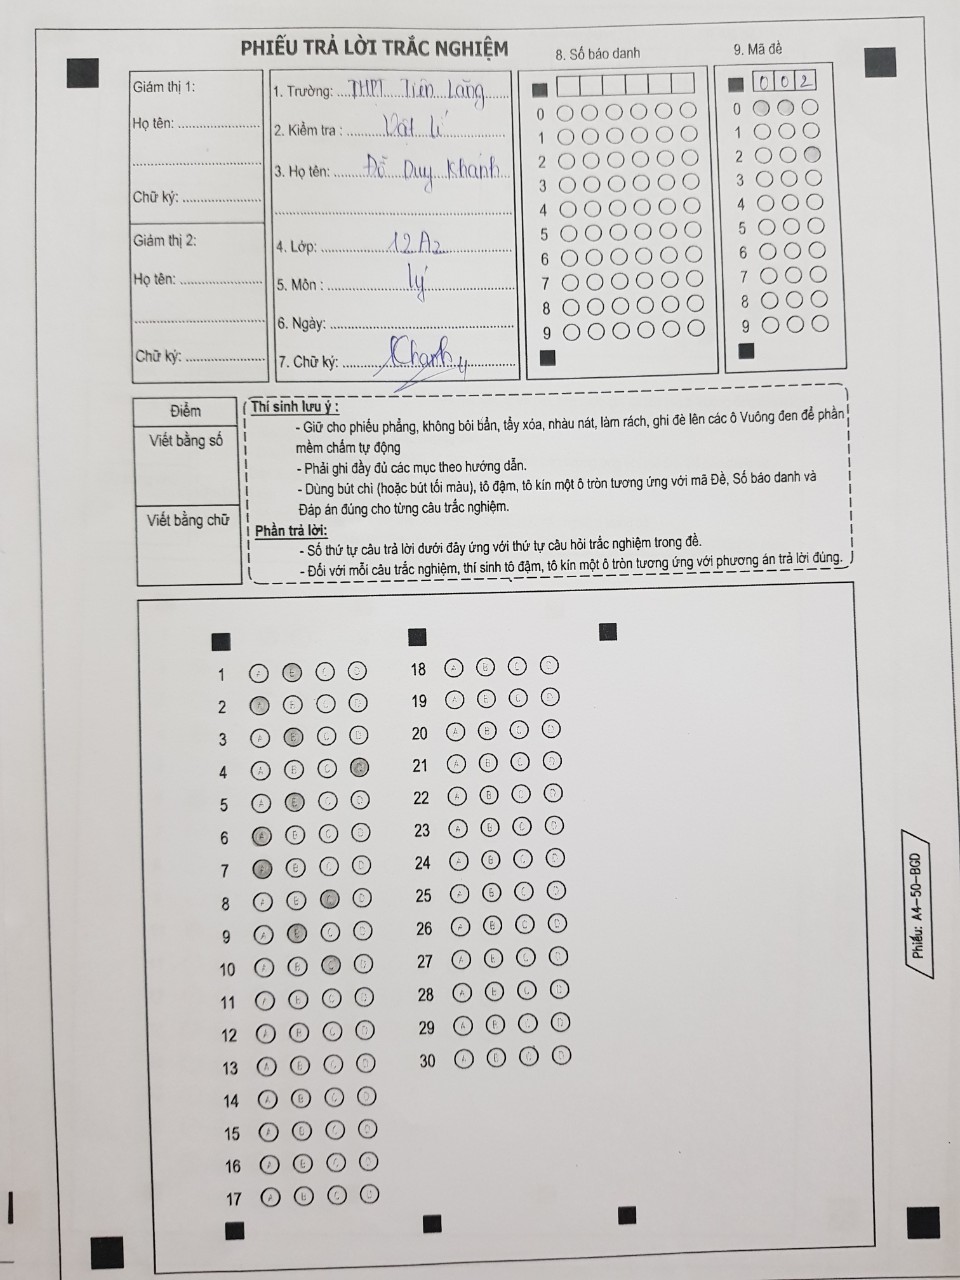 PHIẾU TRẢ LỜI TRẮC NGHIỆM
8. Số báo danh
9. Mã đề
Giám thị 1:
Họ tên:
Chữ ký:
Giám thị 2:
Họ tên:
Chữ ký:
1. Trường: THPT Tiên Lãng
2. Kiểm tra : Vật lí
3. Họ tên: Đỗ Duy Khánh
4. Lớp: 12A2
5. Môn : lý
6. Ngày:
7. Chữ ký: Khanh
0
1
2
3
4
5
6
7
8
9
0 0 2
0
1
2
3
4
5
6
7
8
9
Điểm
Viết bằng số
Viết bằng chữ
Thí sinh lưu ý :
- Giữ cho phiếu phẳng, không bôi bẩn, tẩy xóa, nhàu nát, làm rách, ghi đè lên các ô Vuông đen để phần
mềm chấm tự động
- Phải ghi đầy đủ các mục theo hướng dẫn.
- Dùng bút chì (hoặc bút tối màu), tô đậm, tô kín một ô tròn tương ứng với mã Đề, Số báo danh và
Đáp án đúng cho từng câu trắc nghiệm.
Phần trả lời:
- Số thứ tự câu trả lời dưới đây ứng với thứ tự câu hỏi trắc nghiệm trong đề.
- Đối với mỗi câu trắc nghiệm, thí sinh tô đậm, tô kín một ô tròn tương ứng với phương án trả lời đúng.
1 A B C D
2 A B C D
3 A B C D
4 A B C D
5 A B C D
6 A B C D
7 A B C D
8 A B C D
9 A B C D
10 A B C D
11 A B C D
12 A B C D
13 A B C D
14 A B C D
15 A B C D
16 A B C D
17 A B C D
18 A B C D
19 A B C D
20 A B C D
21 A B C D
22 A B C D
23 A B C D
24 A B C D
25 A B C D
26 A B C D
27 A B C D
28 A B C D
29 A B C D
30 A B C D
Phiếu: A4-50-BGD